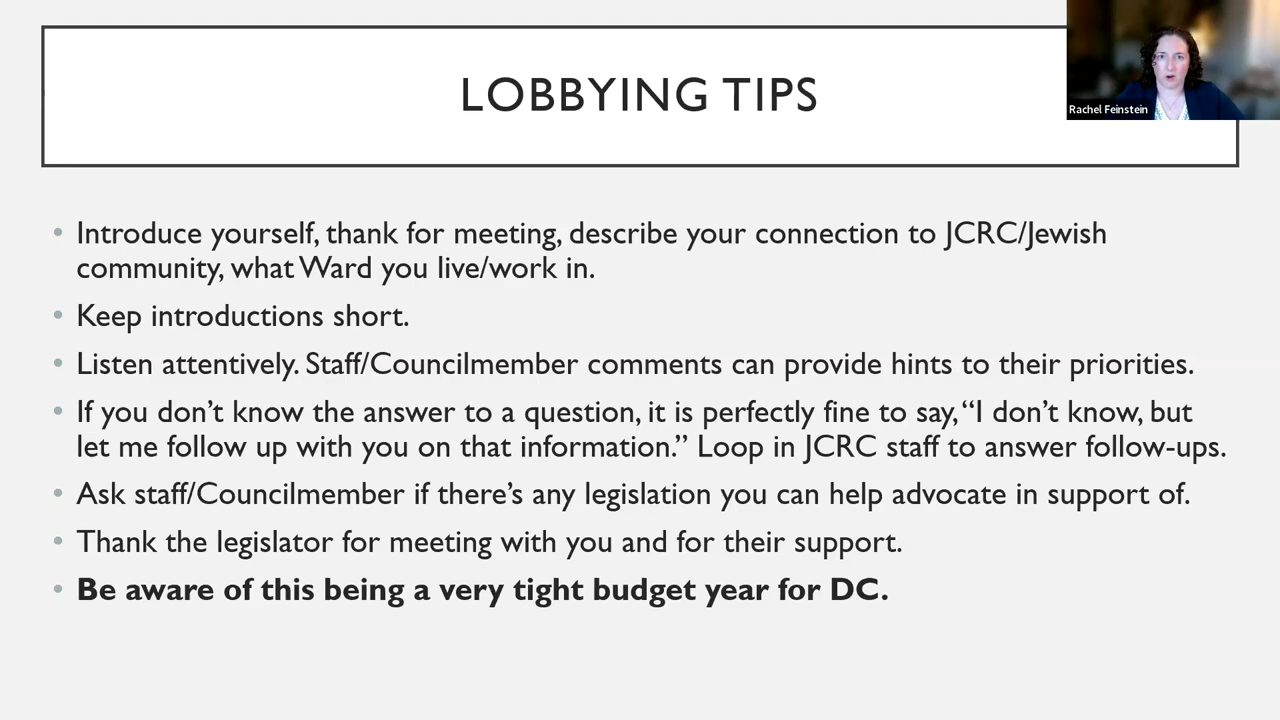 LOBBYING TIPS
Rachel Feinstein
• Introduce yourself, thank for meeting, describe your connection to JCRC/Jewish
community, what Ward you live/work in.
• Keep introductions short.
• Listen attentively. Staff/Councilmember comments can provide hints to their priorities.
• If you don’t know the answer to a question, it is perfectly fine to say, “I don’t know, but
let me follow up with you on that information.” Loop in JCRC staff to answer follow-ups.
• Ask staff/Councilmember if there’s any legislation you can help advocate in support of.
• Thank the legislator for meeting with you and for their support.
• Be aware of this being a very tight budget year for DC.